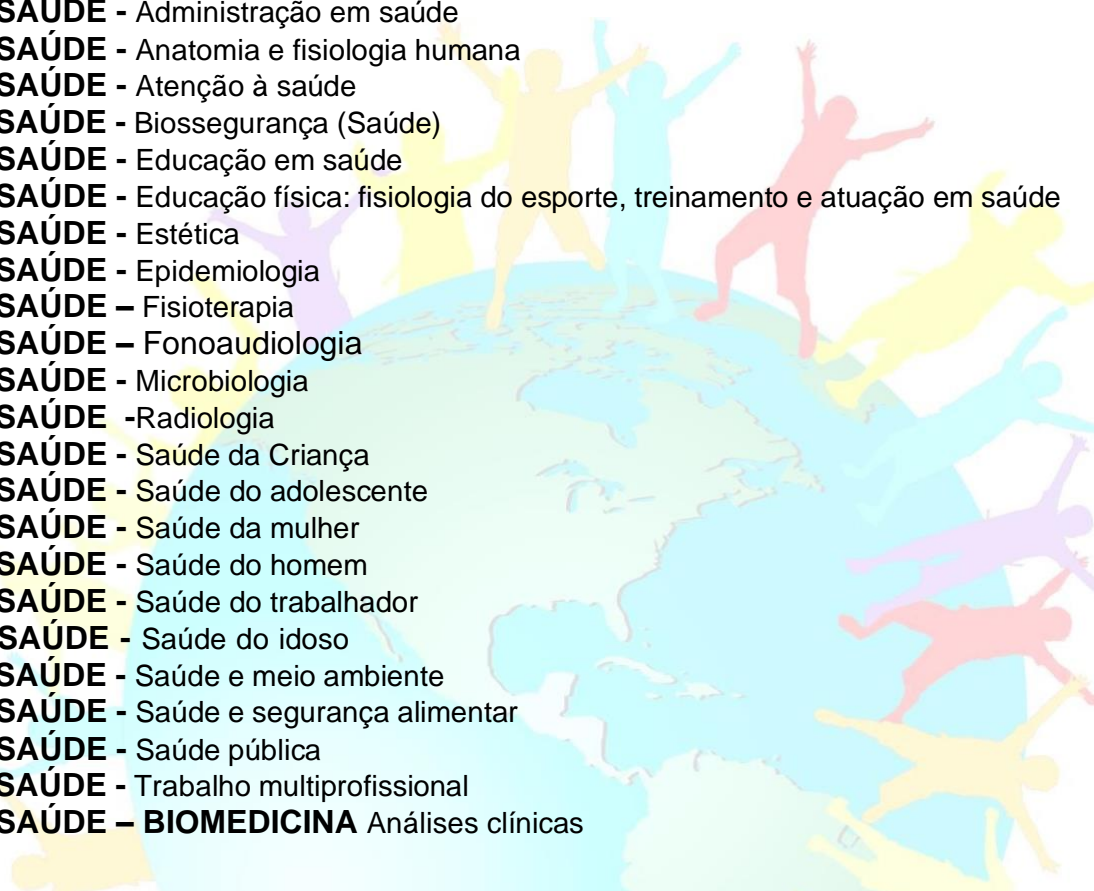 SAÚDE - Administração em saúde
SAÚDE - Anatomia e fisiologia humana
SAÚDE - Atenção à saúde
SAÚDE - Biossegurança (Saúde)
SAÚDE - Educação em saúde
SAÚDE - Educação física: fisiologia do esporte, treinamento e atuação em saúde
SAÚDE - Estética
SAÚDE - Epidemiologia
SAÚDE – Fisioterapia
SAÚDE – Fonoaudiologia
SAÚDE - Microbiologia
SAÚDE -Radiologia
SAÚDE - Saúde da Criança
SAÚDE - Saúde do adolescente
SAÚDE - Saúde da mulher
SAÚDE - Saúde do homem
SAÚDE - Saúde do trabalhador
SAÚDE - Saúde do idoso
SAÚDE - Saúde e meio ambiente
SAÚDE - Saúde e segurança alimentar
SAÚDE - Saúde pública
SAÚDE - Trabalho multiprofissional
SAÚDE – BIOMEDICINA Análises clínicas